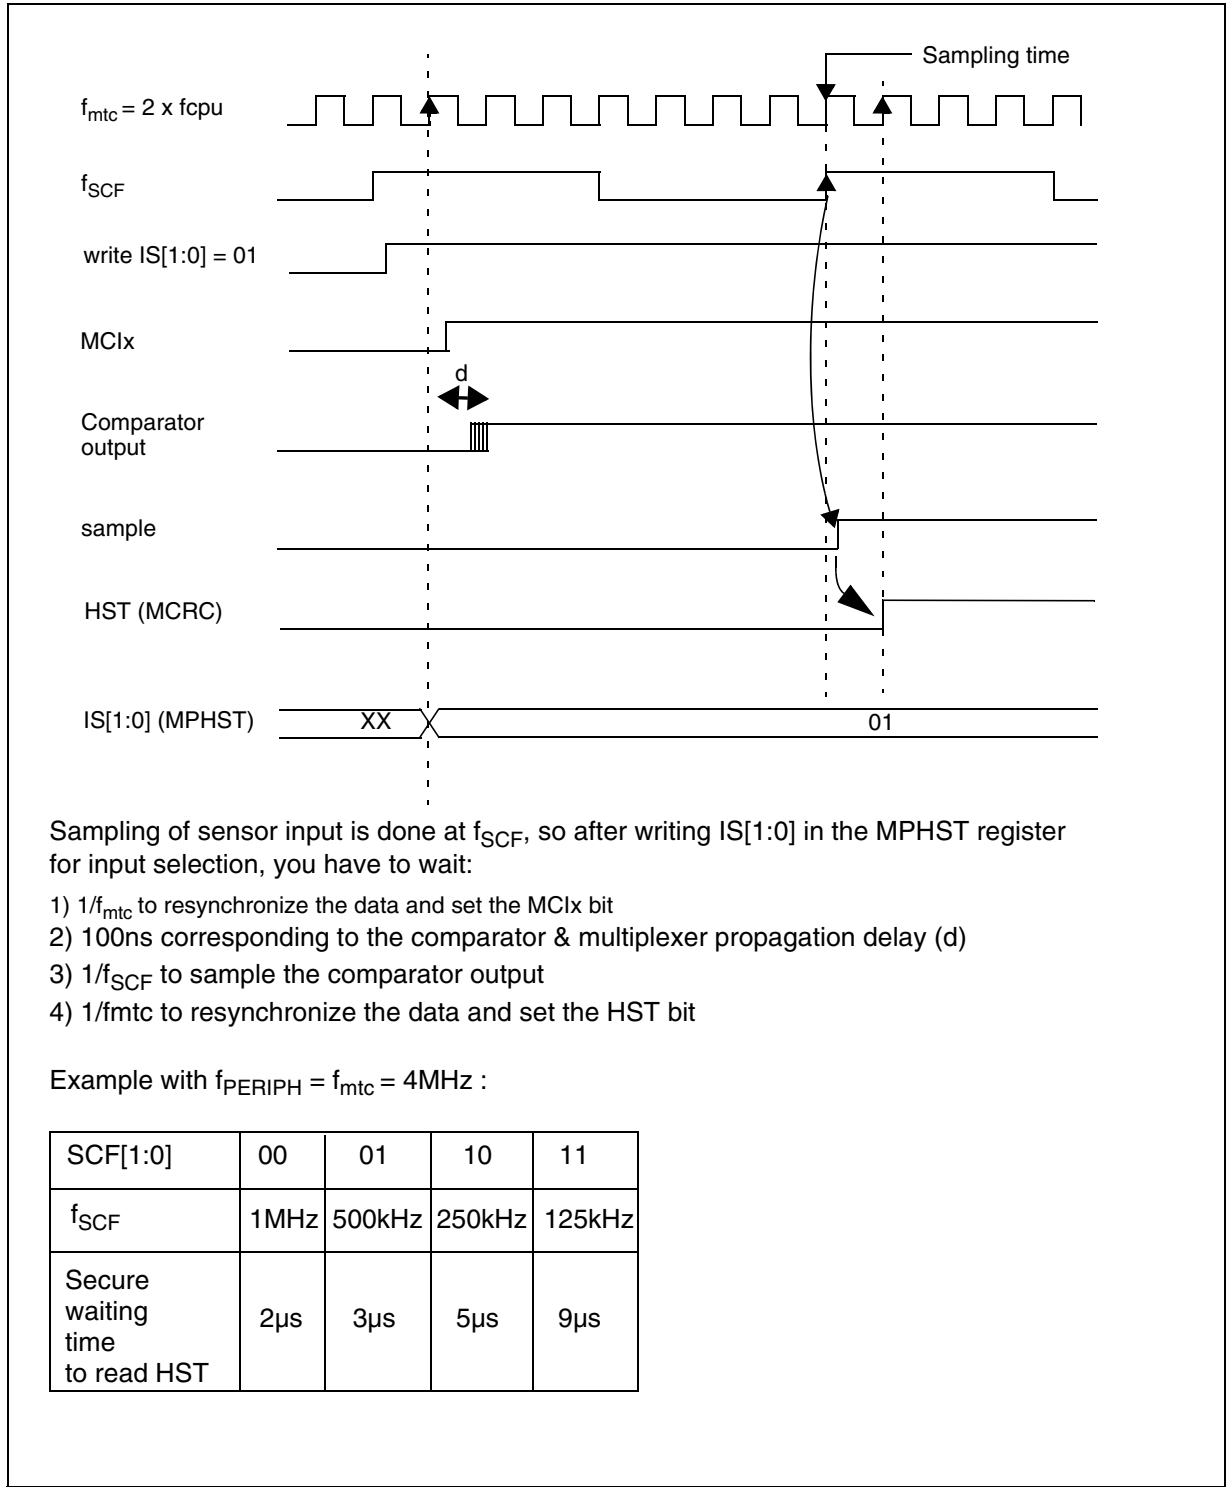 Sampling time
fmtc = 2 x fcpu
fSCF
write IS[1:0] = 01
MCIx
d
Comparator
output
sample
HST (MCRC)
IS[1:0] (MPHST)
XX
01
Sampling of sensor input is done at fSCF, so after writing IS[1:0] in the MPHST register
for input selection, you have to wait:
1) 1/fmtc to resynchronize the data and set the MCIx bit
2) 100ns corresponding to the comparator & multiplexer propagation delay (d)
3) 1/fSCF to sample the comparator output
4) 1/fmtc to resynchronize the data and set the HST bit
Example with fPERIPH = fmtc = 4MHz :
SCF[1:0] 00 01 10 11
fSCF 1MHz 500kHz 250kHz 125kHz
Secure
waiting
time
to read HST
2µs 3µs 5µs 9µs